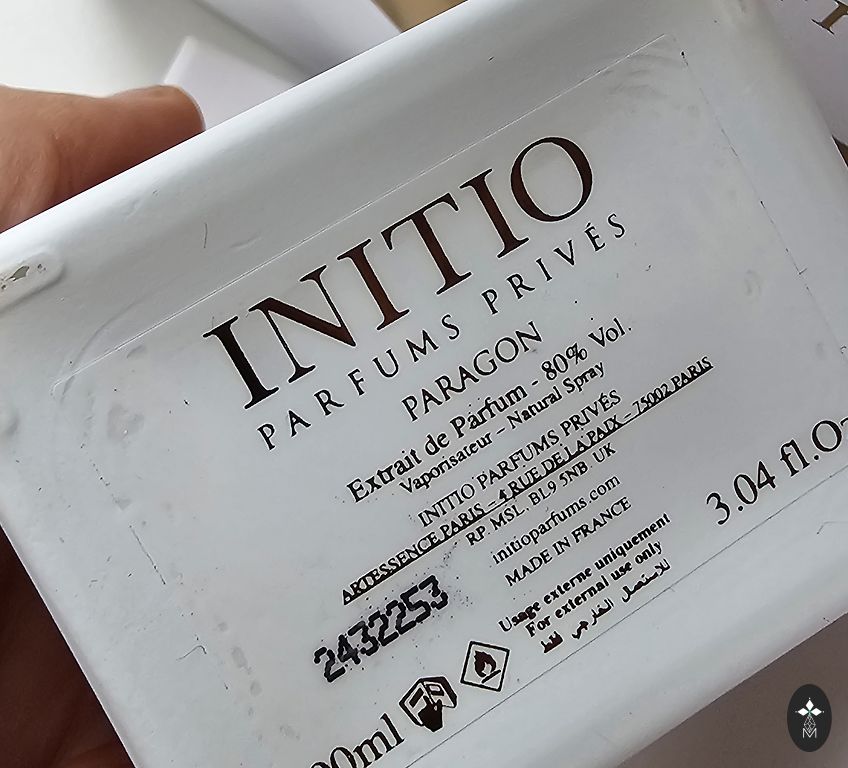 INITIO
PARFUMS PRIVÉS
PARAGON
Extrait de Parfum - 80% Vol.
Vaporisateur – Natural Spray
INITIO PARFUMS PRIVÉS
ARTESSENCE PARIS – 4 RUE DE LA PAIX – 75002 PARIS
RP. MSL, BL9 5NB. UK
initioparfums.com
MADE IN FRANCE
3.04 fl.O
2432253
Usage externe uniquement
For external use only
للاستعمال الخارجي فقط
0ml
M